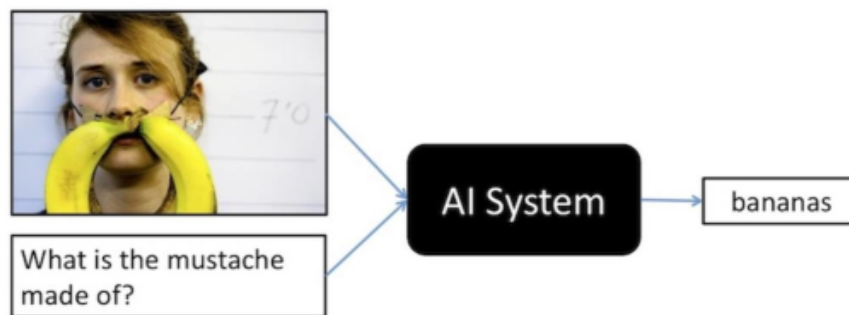 7'0
What is the mustache
made of?
AI System
bananas